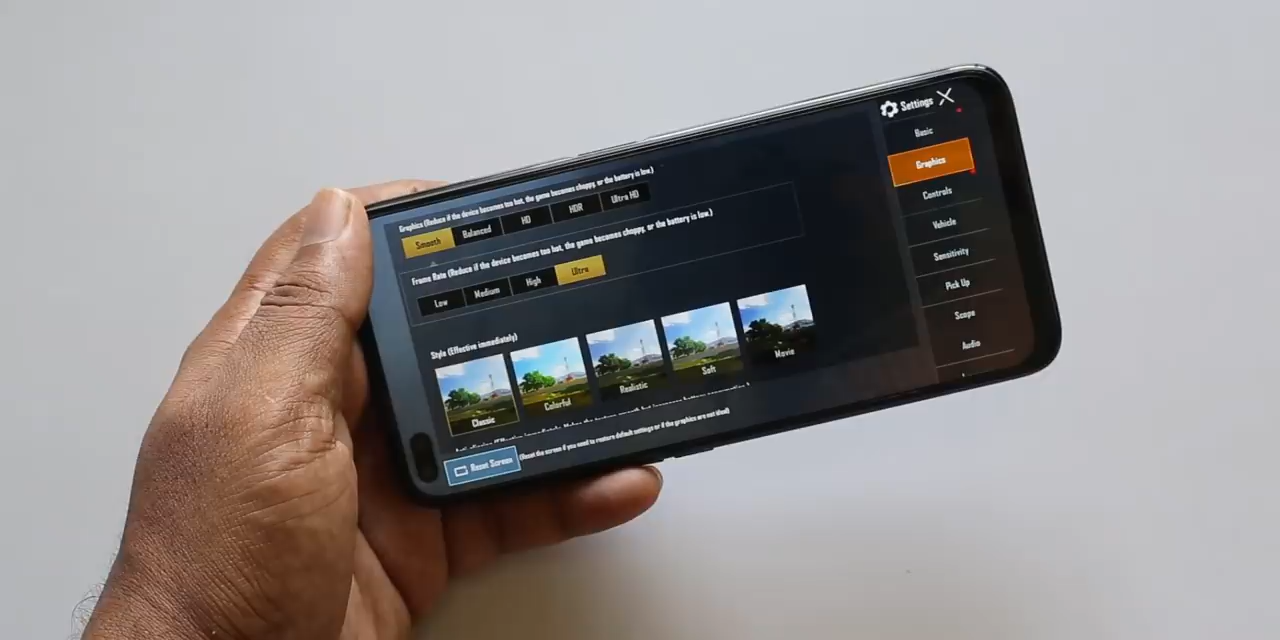 Settings
Basic
Graphics
Controls
Vehicle
Sensitivity
Pick Up
Scope
Audio
Graphics (Reduce if the device becomes too hot, the game becomes choppy, or the battery is low.)
Smooth Balanced HD HDR Ultra HD
Frame Rate (Reduce if the device becomes too hot, the game becomes choppy, or the battery is low.)
Low Medium High Ultra
Style (Effective immediately)
Classic Colorful Realistic Soft Movie
Reset Screen (Reset the screen if you need to restore default settings or if the graphics are not ideal)